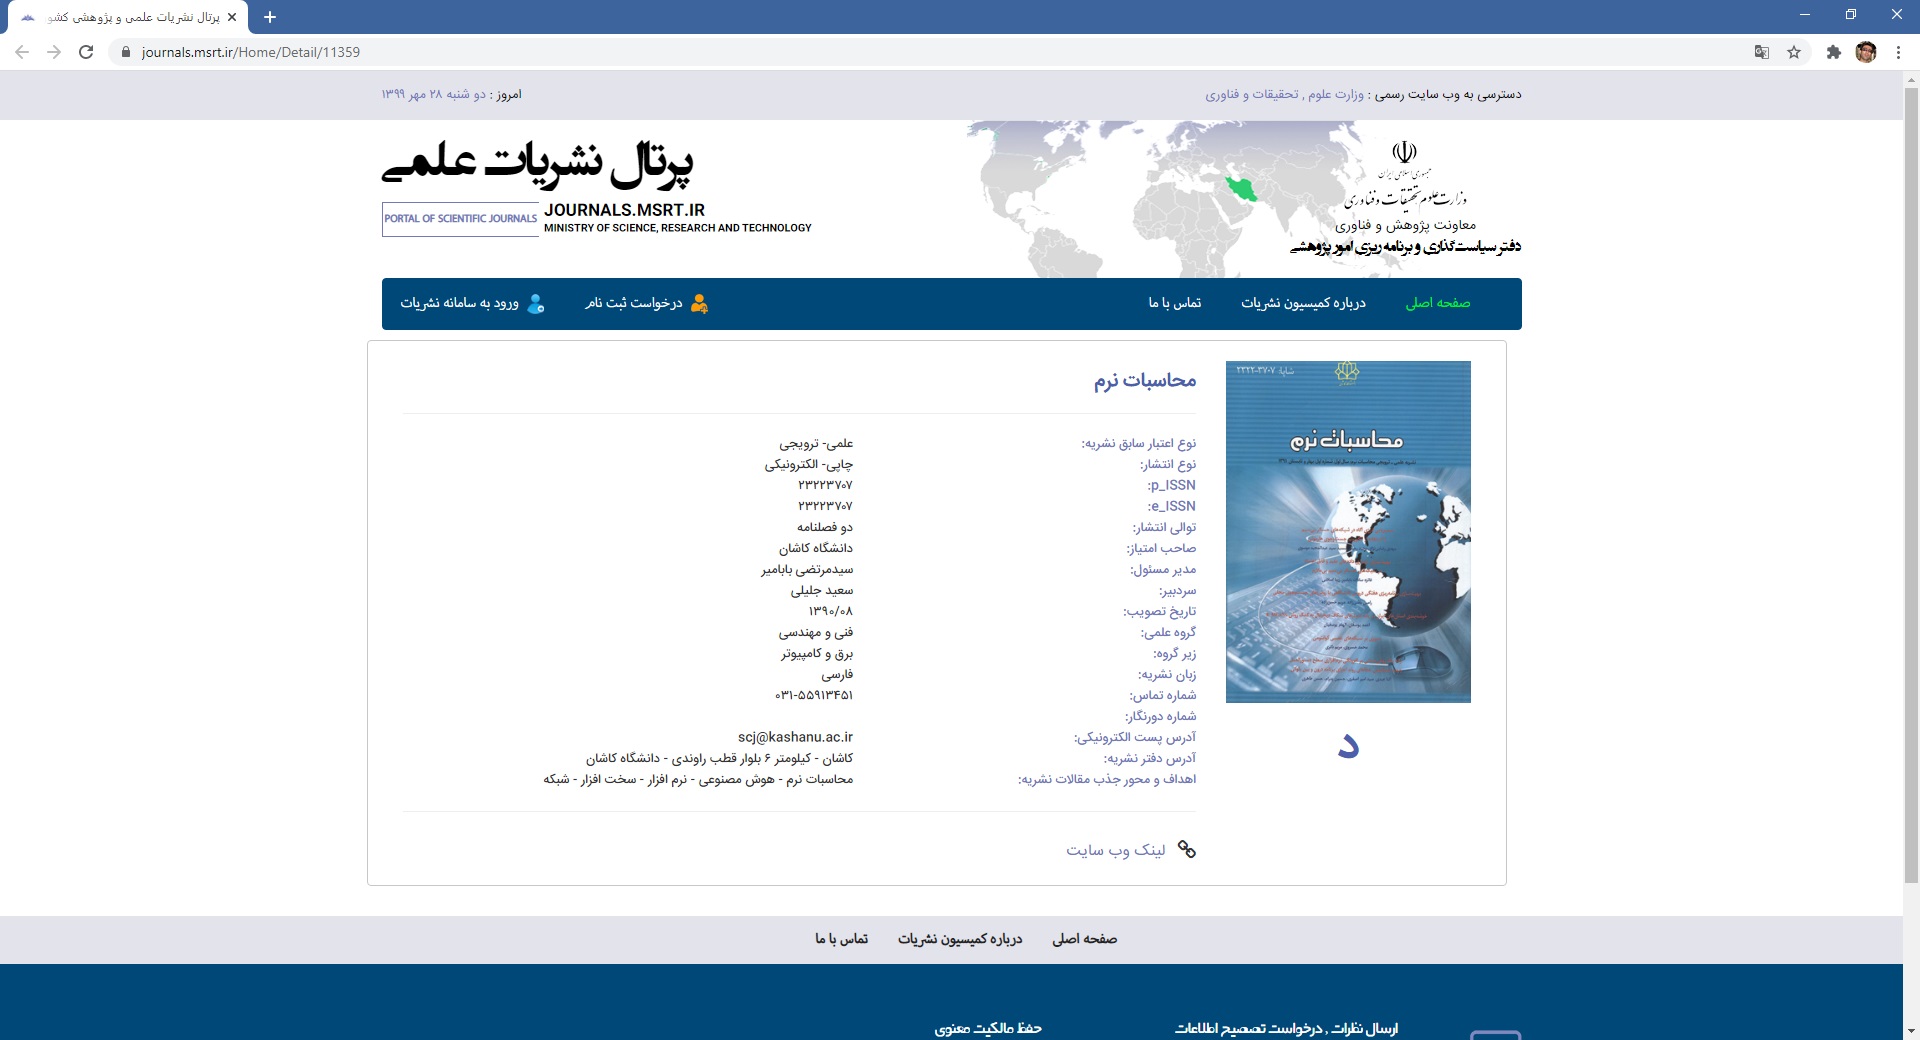 پرتال نشریات علمی و پژوهشی کشو
journals.msrt.ir/Home/Detail/11359
دسترسی به وب سایت رسمی : وزارت علوم , تحقیقات و فناوری
امروز : دو شنبه ۲۸ مهر ۱۳۹۹
جمهوری اسلامی ایران
وزارت علوم تحقیقات و فناوری
معاونت پژوهش و فناوری
دفتر سیاست گذاری و برنامه ریزی امور پژوهشی
پرتال نشریات علمی
PORTAL OF SCIENTIFIC JOURNALS
JOURNALS.MSRT.IR
MINISTRY OF SCIENCE, RESEARCH AND TECHNOLOGY
صفحه اصلی
درباره کمیسیون نشریات
تماس با ما
درخواست ثبت نام
ورود به سامانه نشریات
شاپا: ۳۷۰۷-۲۳۲۲
محاسبات نرم
د
محاسبات نرم
نوع اعتبار سابق نشریه: علمی- ترویجی
نوع انتشار: چاپی- الکترونیکی
p_ISSN: ۲۳۲۲۳۷۰۷
e_ISSN: ۲۳۲۲۳۷۰۷
توالی انتشار: دو فصلنامه
صاحب امتیاز: دانشگاه کاشان
مدیر مسئول: سیدمرتضی بابامیر
سردبیر: سعید جلیلی
تاریخ تصویب: ۱۳۹۰/۰۸
گروه علمی: فنی و مهندسی
زیر گروه: برق و کامپیوتر
زبان نشریه: فارسی
شماره تماس: ۰۳۱-۵۵۹۱۳۴۵۱
شماره دورنگار:
آدرس پست الکترونیکی: scj@kashanu.ac.ir
آدرس دفتر نشریه: کاشان - کیلومتر ۶ بلوار قطب راوندی - دانشگاه کاشان
اهداف و محور جذب مقالات نشریه: محاسبات نرم - هوش مصنوعی - نرم افزار - سخت افزار - شبکه
لینک وب سایت
صفحه اصلی
درباره کمیسیون نشریات
تماس با ما
ارسال نظرات , درخواست تصحیح اطلاعات
حفظ مالکیت معنوی